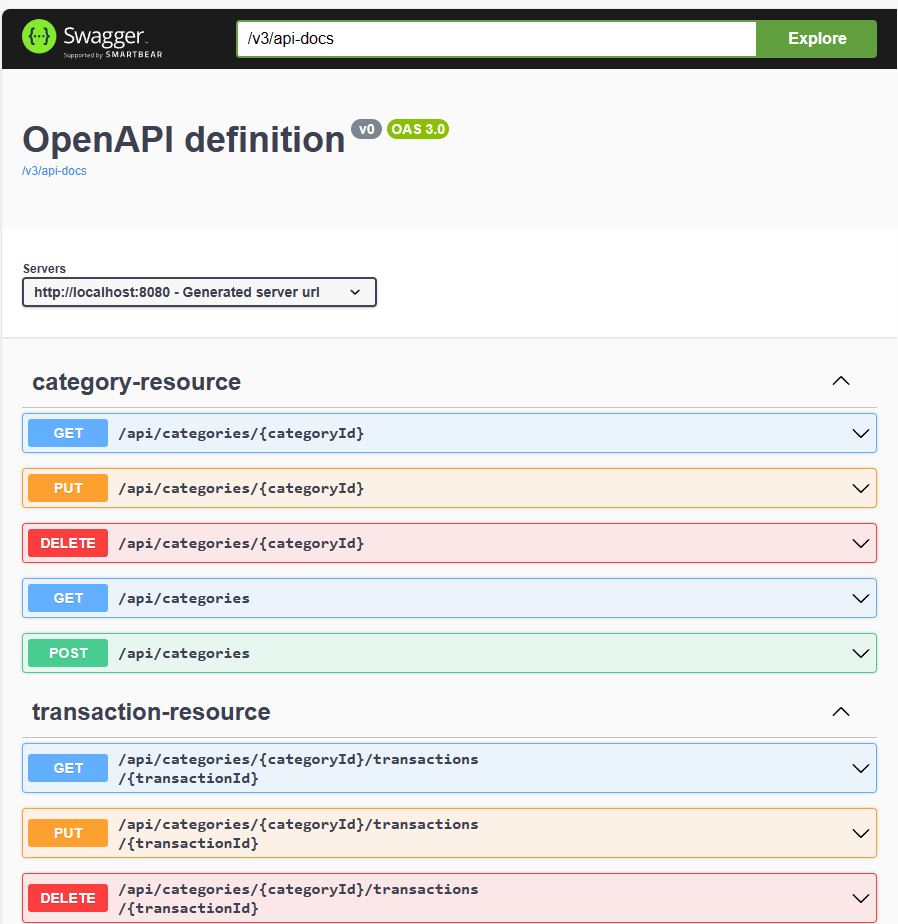 {··}
Swagger
Supported by SMARTBEAR
/v3/api-docs
Explore
OpenAPI definition v0 OAS 3.0
/v3/api-docs
Servers
http://localhost:8080 - Generated server url
category-resource
GET /api/categories/{categoryId}
PUT /api/categories/{categoryId}
DELETE /api/categories/{categoryId}
GET /api/categories
POST /api/categories
transaction-resource
GET /api/categories/{categoryId}/transactions
/{transactionId}
PUT /api/categories/{categoryId}/transactions
/{transactionId}
DELETE /api/categories/{categoryId}/transactions
/{transactionId}